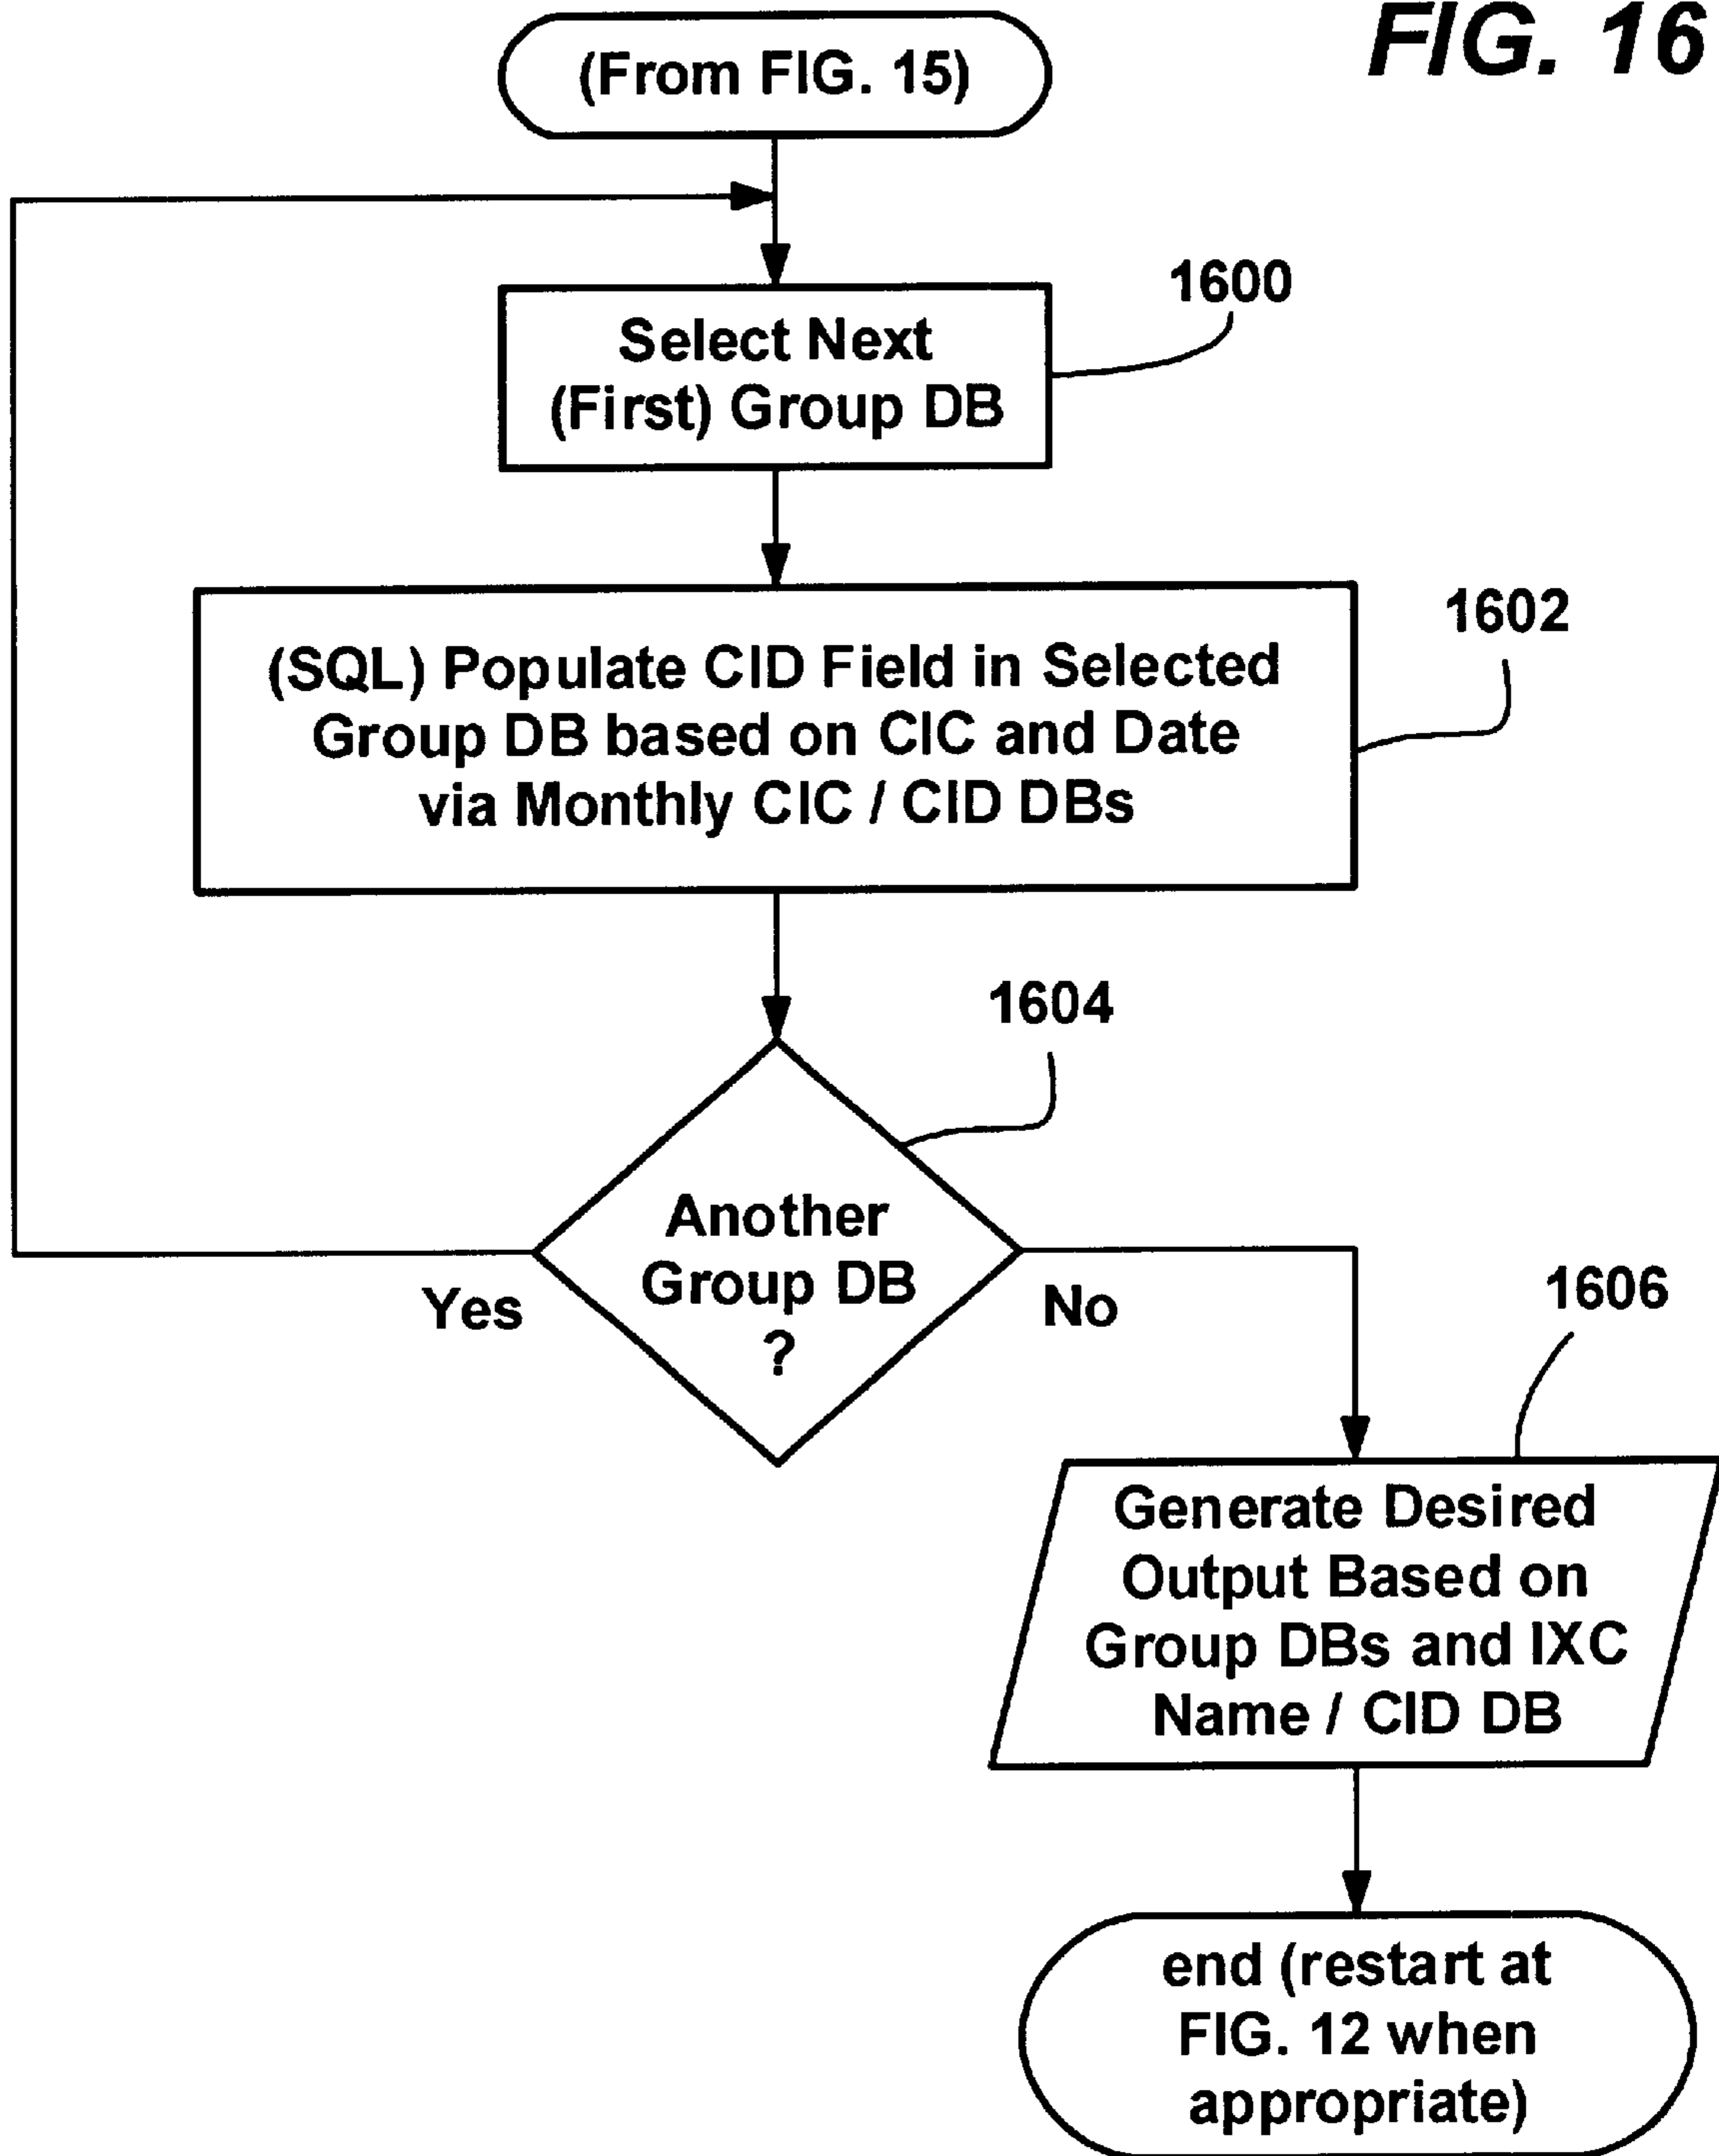 FIG. 16
(From FIG. 15)
1600
Select Next
(First) Group DB
1602
(SQL) Populate CID Field in Selected
Group DB based on CIC and Date
via Monthly CIC / CID DBs
1604
Another
Group DB
?
Yes
No
1606
Generate Desired
Output Based on
Group DBs and IXC
Name / CID DB
end (restart at
FIG. 12 when
appropriate)